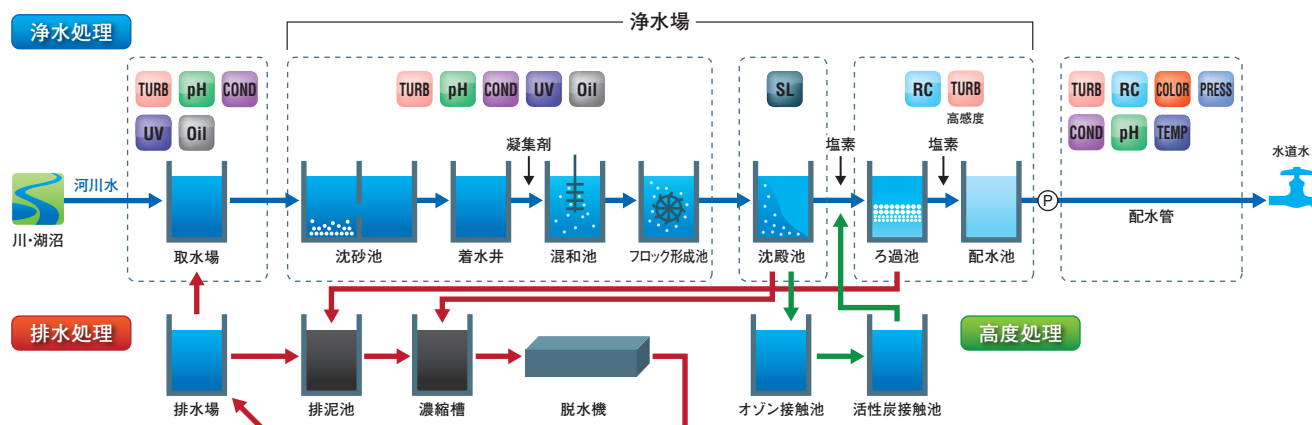 浄水処理
浄水場
TURB pH COND
UV Oil
TURB pH COND UV Oil
SL
RC TURB
高感度
TURB RC COLOR PRESS
COND pH TEMP
凝集剤
塩素
塩素
水道水
河川水
P
川・湖沼
取水場
沈砂池
着水井
混和池
フロック形成池
沈殿池
ろ過池
配水池
配水管
排水処理
高度処理
排水場
排泥池
濃縮槽
脱水機
オゾン接触池
活性炭接触池